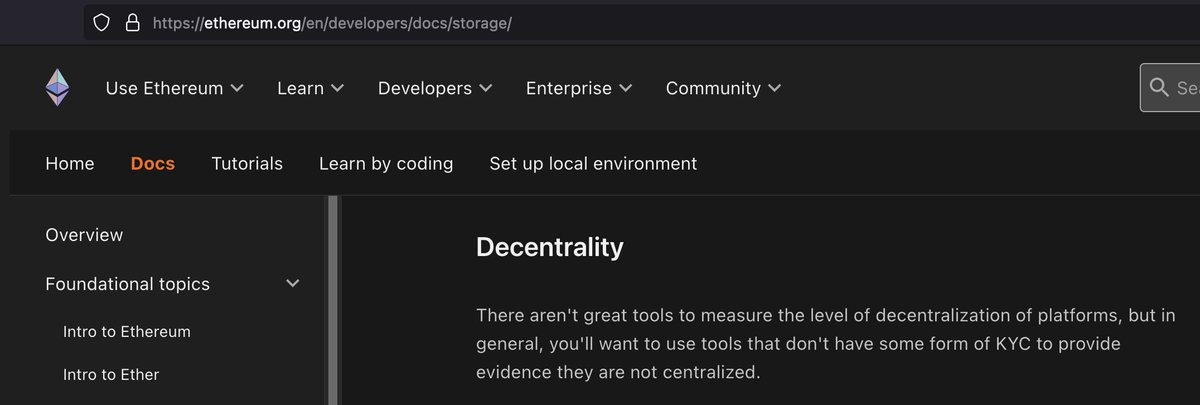 https://ethereum.org/en/developers/docs/storage/
Use Ethereum Learn Developers Enterprise Community
Home Docs Tutorials Learn by coding Set up local environment
Overview
Foundational topics
Intro to Ethereum
Intro to Ether
Decentrality
There aren't great tools to measure the level of decentralization of platforms, but in
general, you'll want to use tools that don't have some form of KYC to provide
evidence they are not centralized.